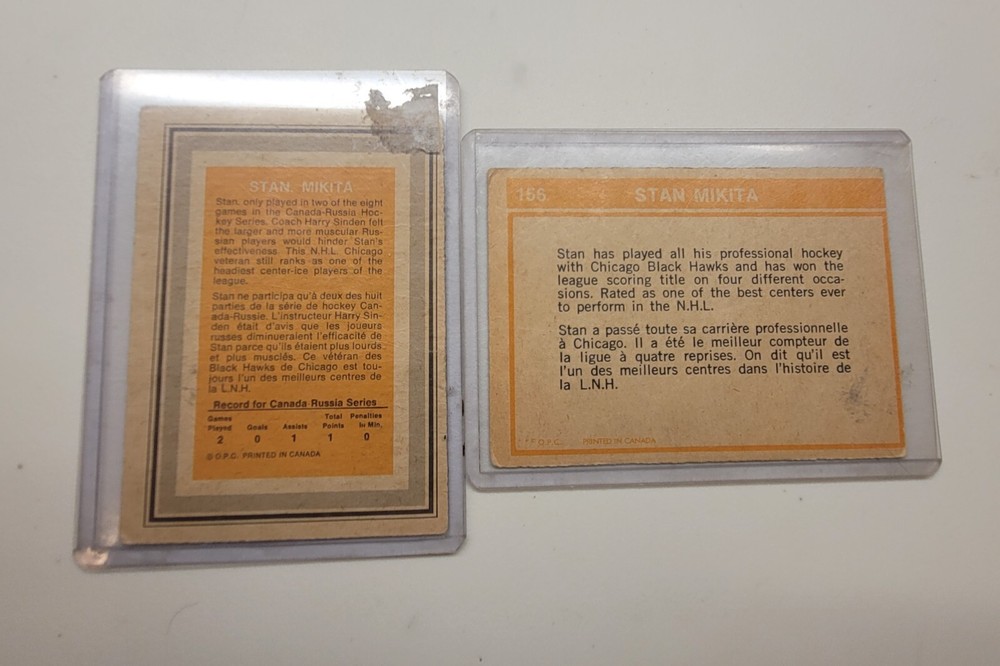 STAN. MIKITA
Stan. only played in two of the eight
games in the Canada-Russia Hoc-
key Series. Coach Harry Sinden felt
the larger and more muscular Rus-
sian players would hinder Stan's
effectiveness. This N.H.L. Chicago
veteran still ranks as one of the
headiest center-ice players of the
league.
Stan ne participa qu'à deux des huit
parties de la série de hockey Can-
ada-Russie. L'instructeur Harry Sin-
den était d'avis que les joueurs
russes diminueraient l'efficacité de
Stan parce qu'ils étaient plus lourds
et plus musclés. Ce vétéran des
Black Hawks de Chicago est tou-
jours l'un des meilleurs centres de
la L.N.H.
Record for Canada Russia Series
Games Played Goals Assists Total Points Penalties In Min.
2 0 1 1 0
© O.P.C. PRINTED IN CANADA
156 STAN MIKITA
Stan has played all his professional hockey
with Chicago Black Hawks and has won the
league scoring title on four different occa-
sions. Rated as one of the best centers ever
to perform in the N.H.L.
Stan a passé toute sa carrière professionnelle
à Chicago. Il a été le meilleur compteur de
la ligue à quatre reprises. On dit qu'il est
l'un des meilleurs centres dans l'histoire de
la L.N.H.
O.P.C. PRINTED IN CANADA